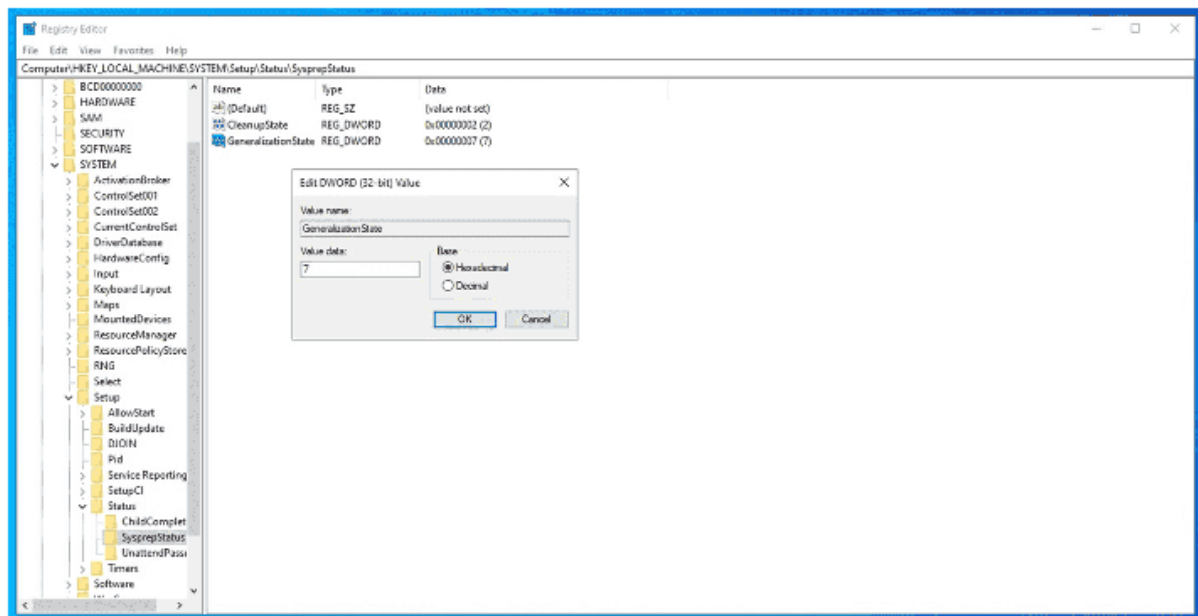 Registry Editor
File Edit View Favorites Help
Computer\HKEY_LOCAL_MACHINE\SYSTEM\Setup\Status\SysprepStatus
BCD00000000
HARDWARE
SAM
SECURITY
SOFTWARE
SYSTEM
ActivationBroker
ControlSet001
ControlSet002
CurrentControlSet
DriverDatabase
HardwareConfig
Input
Keyboard Layout
Maps
MountedDevices
ResourceManager
ResourcePolicyStore
RNG
Select
Setup
AllowStart
BuildUpdate
DJOIN
Pid
Service Reporting
SetupCl
Status
ChildComplet
SysprepStatus
UnattendPass
Timers
Software
Name Type Data
(Default) REG_SZ (value not set)
CleanupState REG_DWORD 0x00000002 (2)
GeneralizationState REG_DWORD 0x00000007 (7)
Edit DWORD (32-bit) Value
Value name:
GeneralizationState
Value data: Base
7
Hexadecimal
Decimal
OK Cancel